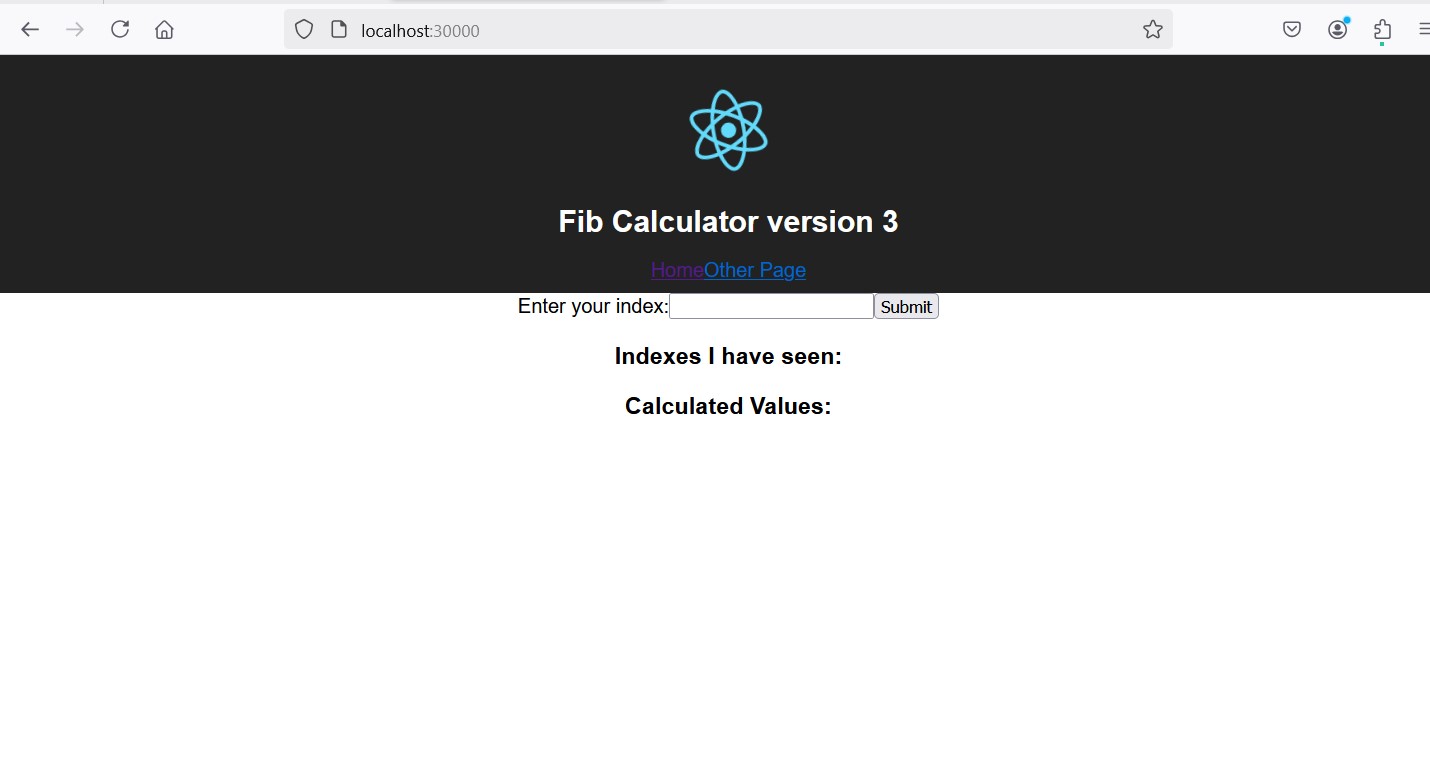 localhost:30000
Fib Calculator version 3
HomeOther Page
Enter your index: Submit
Indexes I have seen:
Calculated Values: